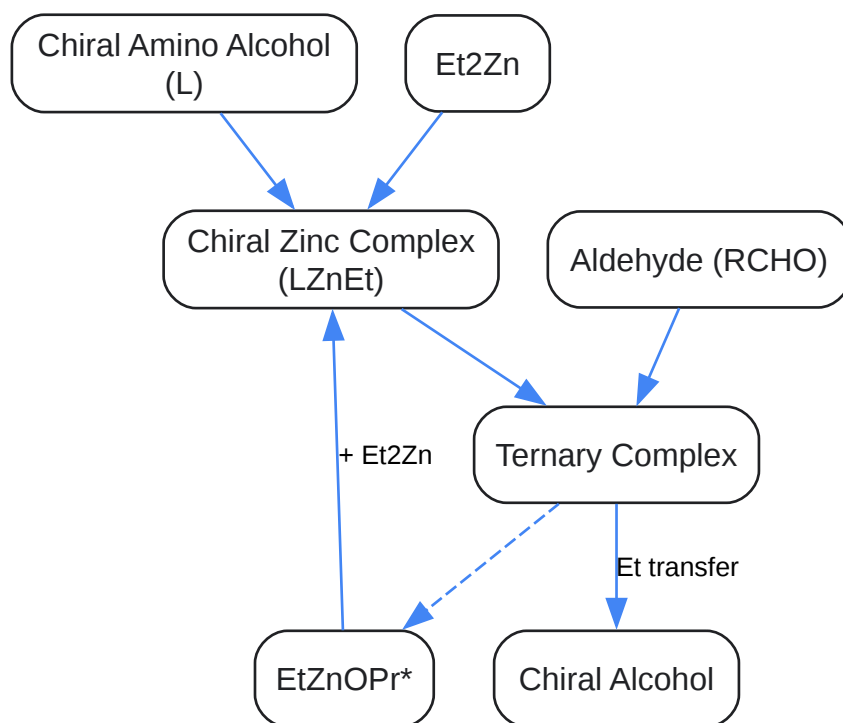 Chiral Amino Alcohol
(L)
Et2Zn
Chiral Zinc Complex
(LZnEt)
Aldehyde (RCHO)
+ Et2Zn
Ternary Complex
Et transfer
EtZnOPr*
Chiral Alcohol